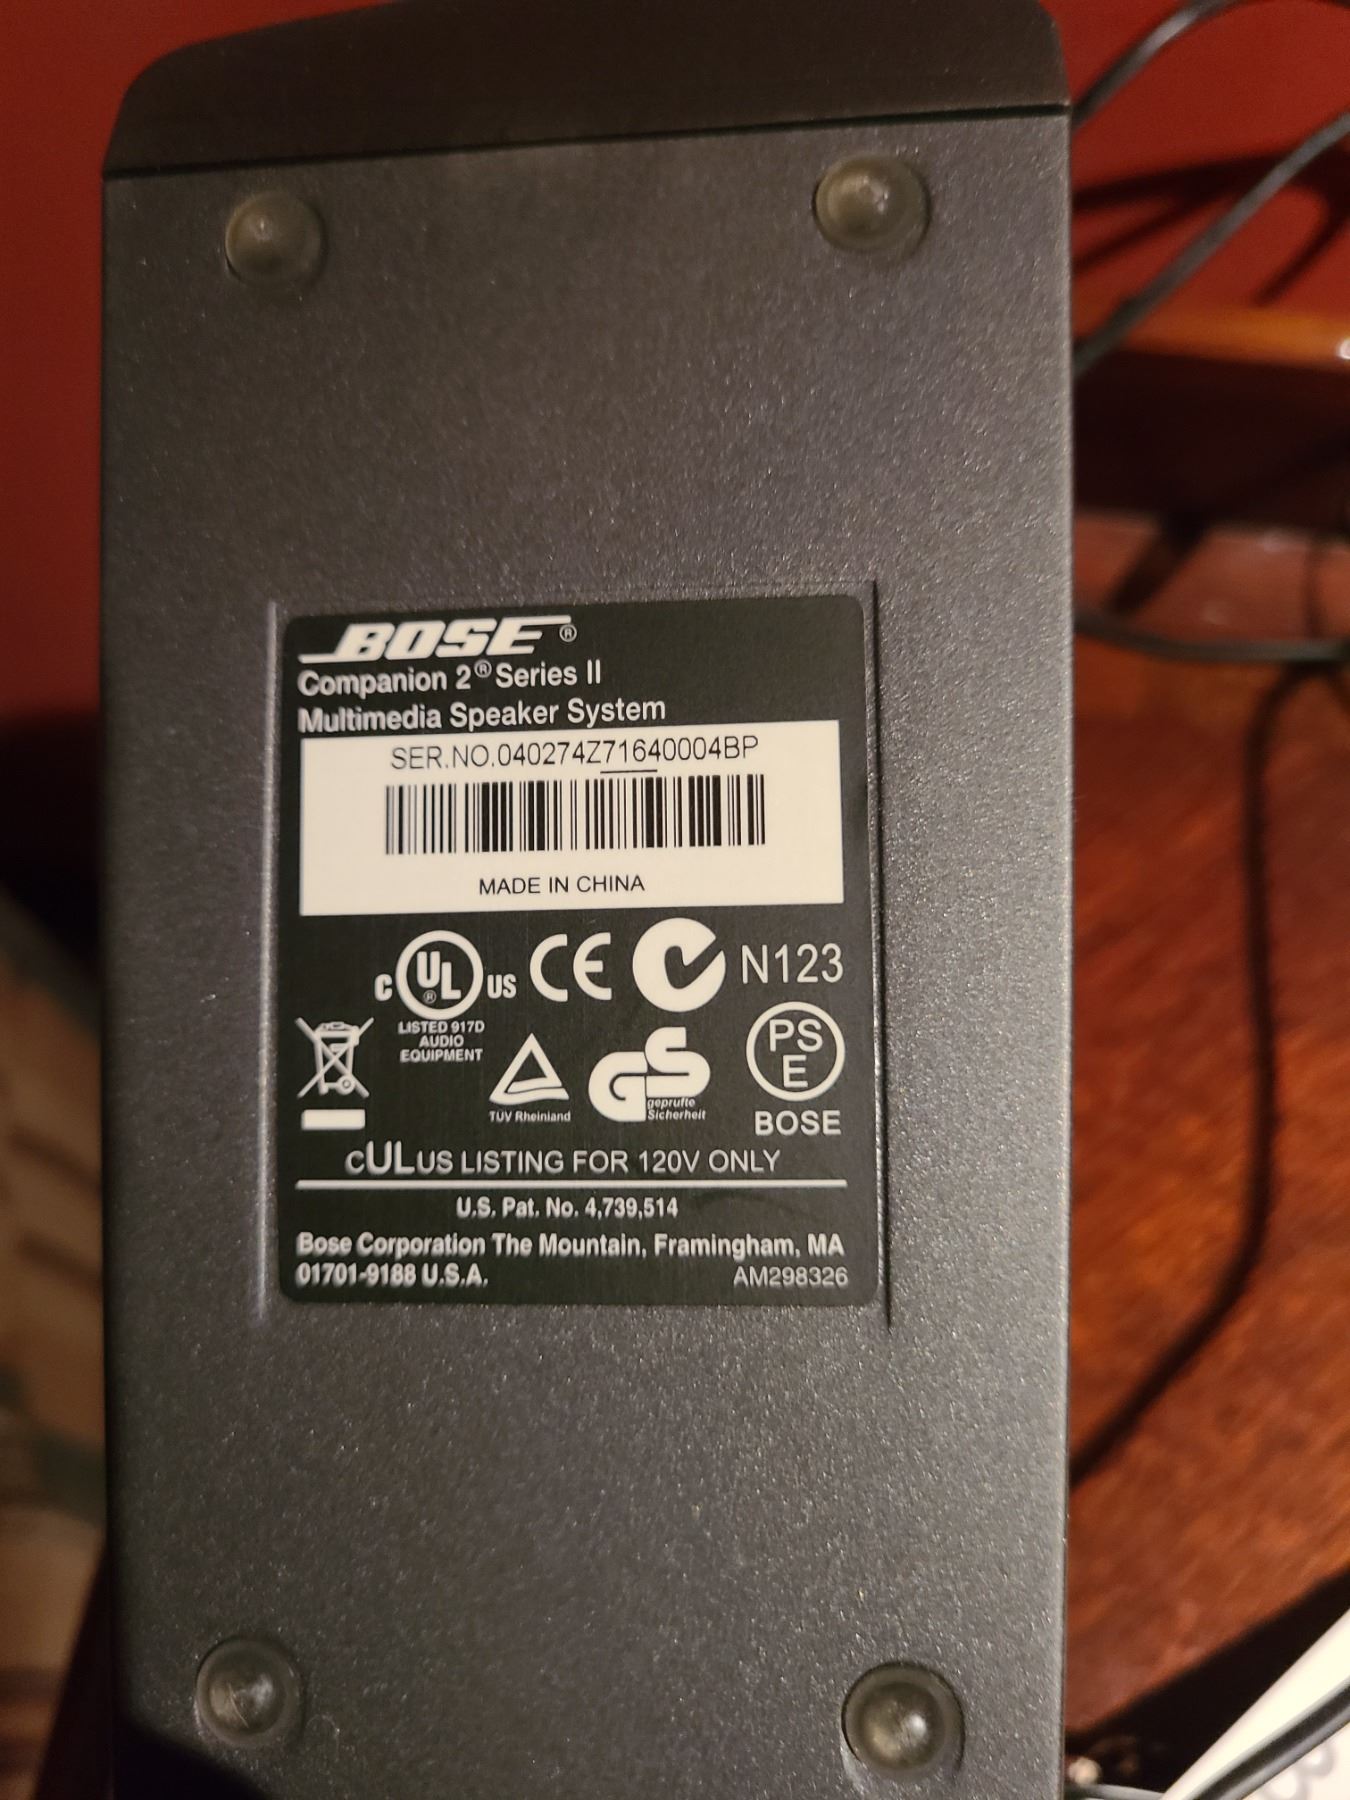 BOSE®
Companion 2® Series II
Multimedia Speaker System
SER.NO.040274Z71640004BP
MADE IN CHINA
c UL® US CE N123
LISTED 917D
AUDIO
EQUIPMENT
PS
E
TÜV Rheinland
GS
geprüfte
Sicherheit
BOSE
cULUS LISTING FOR 120V ONLY
U.S. Pat. No. 4,739,514
Bose Corporation The Mountain, Framingham, MA
01701-9188 U.S.A.
AM298326